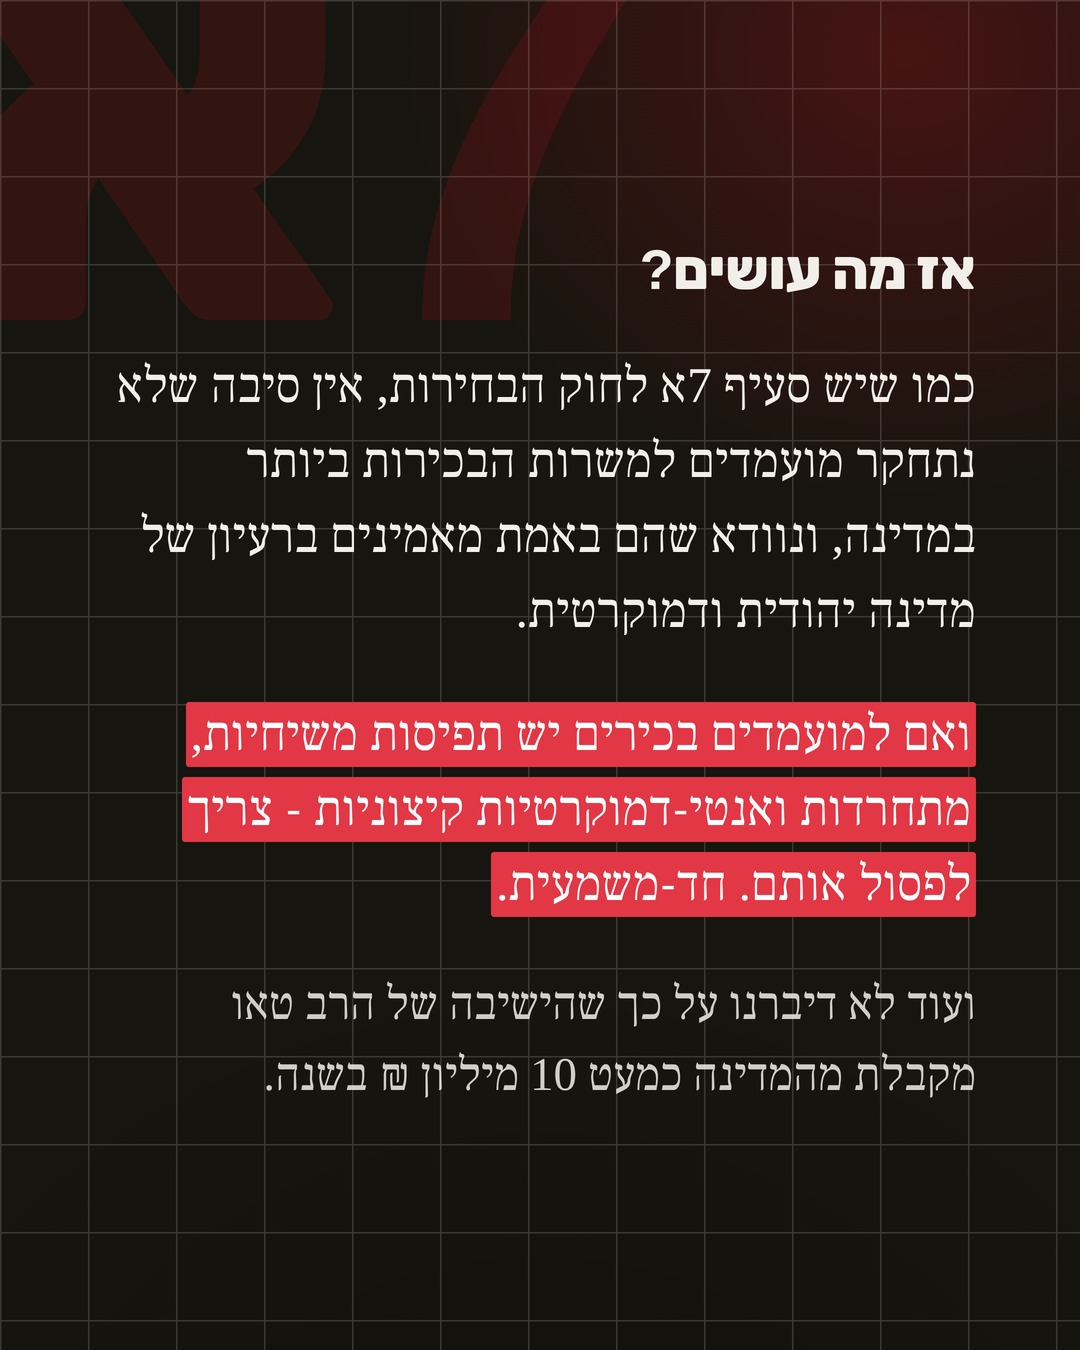 7א
אז מה עושים?
כמו שיש סעיף 7א לחוק הבחירות, אין סיבה שלא
נתחקר מועמדים למשרות הבכירות ביותר
במדינה, ונוודא שהם באמת מאמינים ברעיון של
מדינה יהודית ודמוקרטית.
ואם למועמדים בכירים יש תפיסות משיחיות,
מתחרדות ואנטי-דמוקרטיות קיצוניות - צריך
לפסול אותם. חד-משמעית.
ועוד לא דיברנו על כך שהישיבה של הרב טאו
מקבלת מהמדינה כמעט 10 מיליון ₪ בשנה.